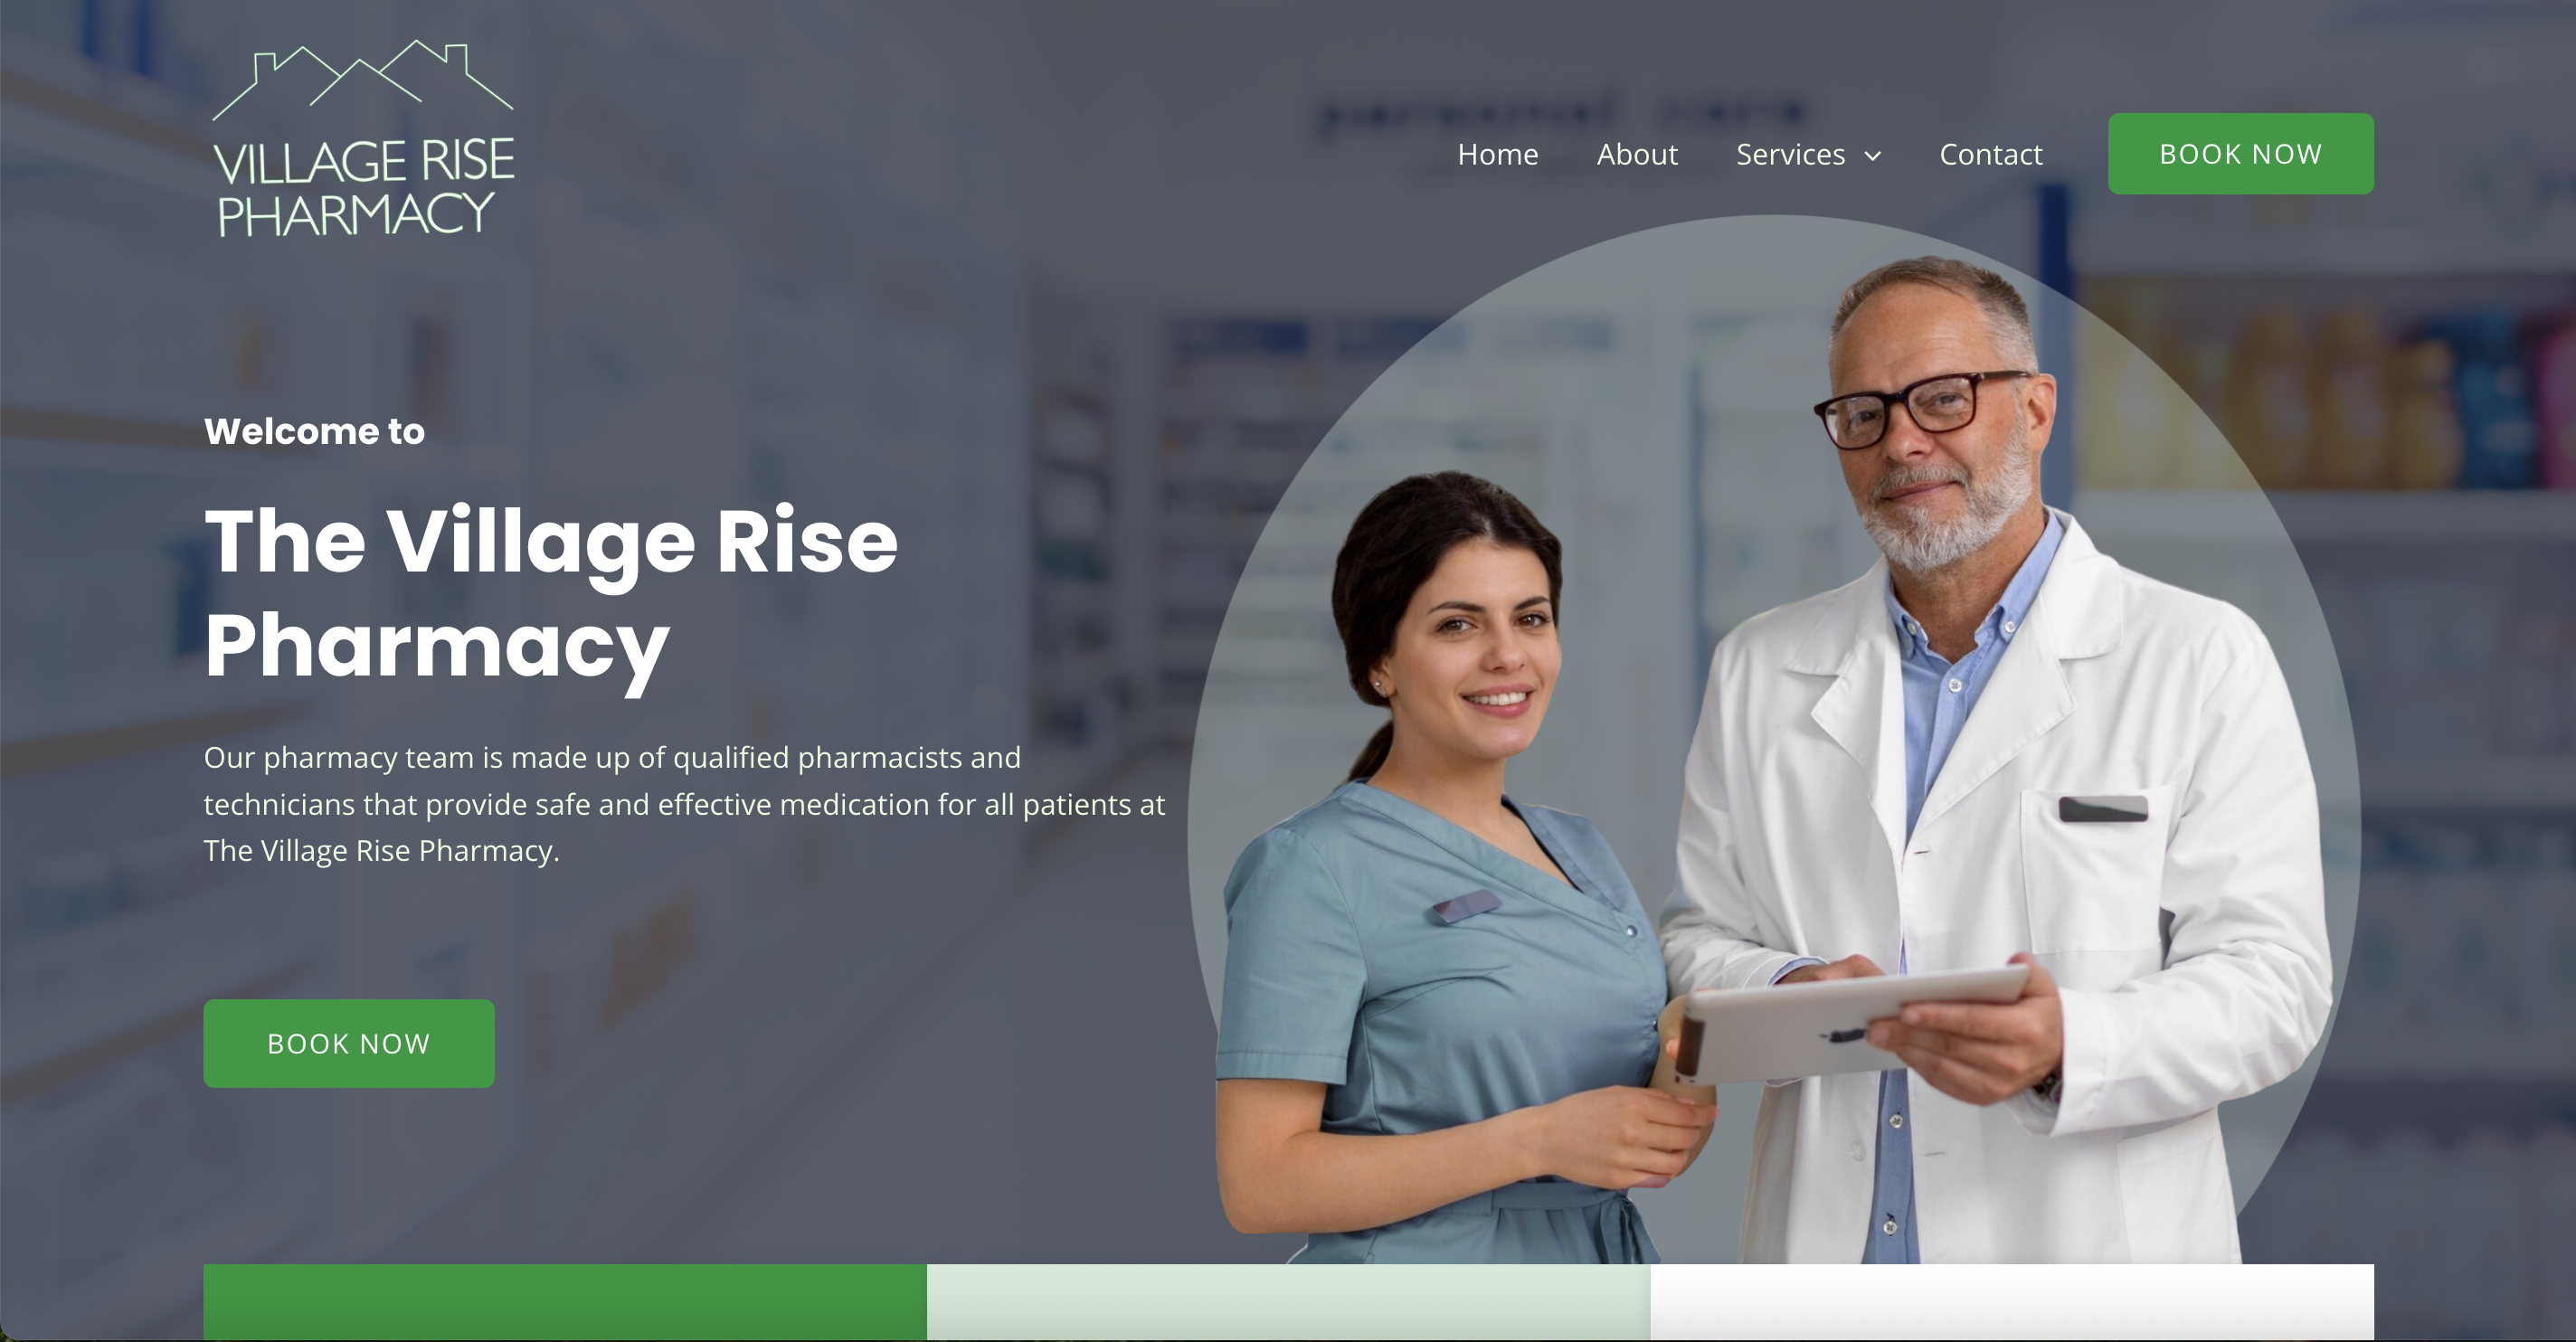 VILLAGE RISE
PHARMACY
Home
About
Services
Contact
BOOK NOW
personal care
Welcome to
The Village Rise
Pharmacy
Our pharmacy team is made up of qualified pharmacists and
technicians that provide safe and effective medication for all patients at
The Village Rise Pharmacy.
BOOK NOW